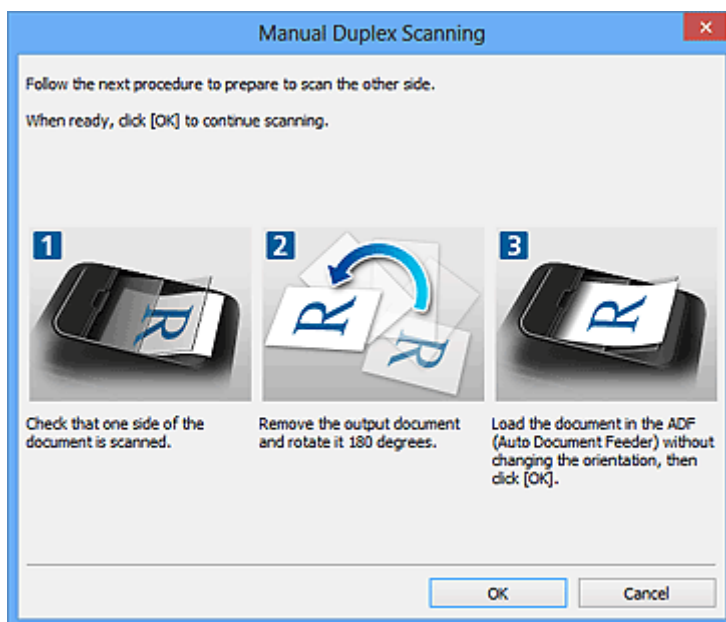 Manual Duplex Scanning
Follow the next procedure to prepare to scan the other side.
When ready, click [OK] to continue scanning.
1
R
Check that one side of the
document is scanned.
2
R
R
Remove the output document
and rotate it 180 degrees.
3
R
Load the document in the ADF
(Auto Document Feeder) without
changing the orientation, then
click [OK].
OK
Cancel